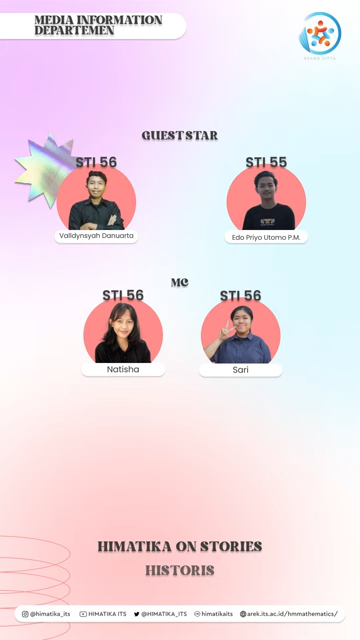 MEDIA INFORMATION
DEPARTEMEN
GUEST STAR
STI 56
STI 55
Valldynsyah Danuarta
Edo Priyo Utomo P.M.
MC
STI 56
STI 56
Natisha
Sari
HIMATIKA ON STORIES
HISTORIS
@himatika_its
HIMATIKA ITS
@HIMATIKA_ITS
himatikaits
arek.its.ac.id/hmmathematics/